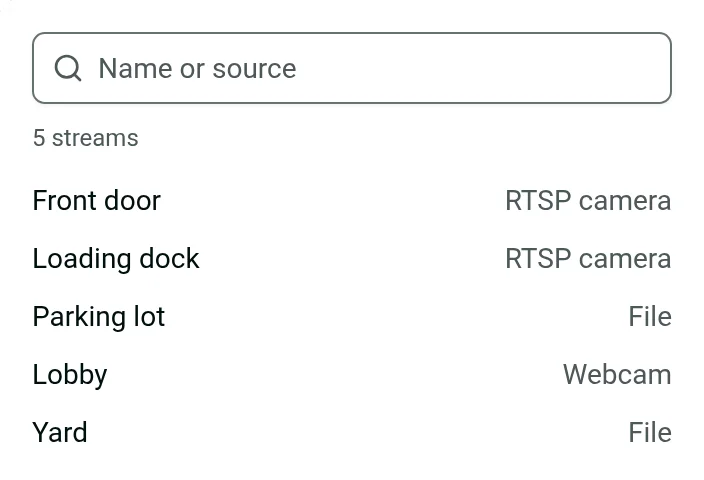 Name or source
5 streams
Front door RTSP camera
Loading dock RTSP camera
Parking lot File
Lobby Webcam
Yard File